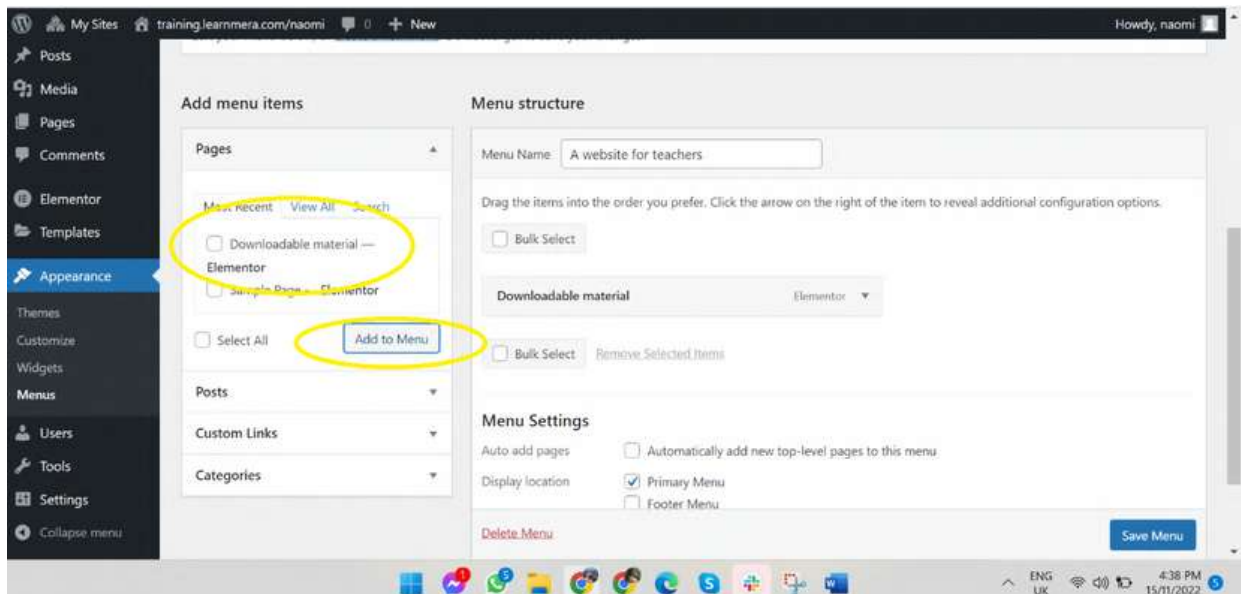 My Sites training.learnmera.com/naomi 0 + New Howdy, naomi
Posts
Media
Pages
Comments
Elementor
Templates
Appearance
Themes
Customize
Widgets
Menus
Users
Tools
Settings
Collapse menu
Add menu items
Pages
Most Recent View All Search
Downloadable material —
Elementor
Sample Page — Elementor
Select All Add to Menu
Posts
Custom Links
Categories
Menu structure
Menu Name A website for teachers
Drag the items into the order you prefer. Click the arrow on the right of the item to reveal additional configuration options.
Bulk Select
Downloadable material Elementor
Bulk Select Remove Selected Items
Menu Settings
Auto add pages Automatically add new top-level pages to this menu
Display location Primary Menu
Footer Menu
Delete Menu Save Menu
ENG
UK
4:38 PM
15/11/2022